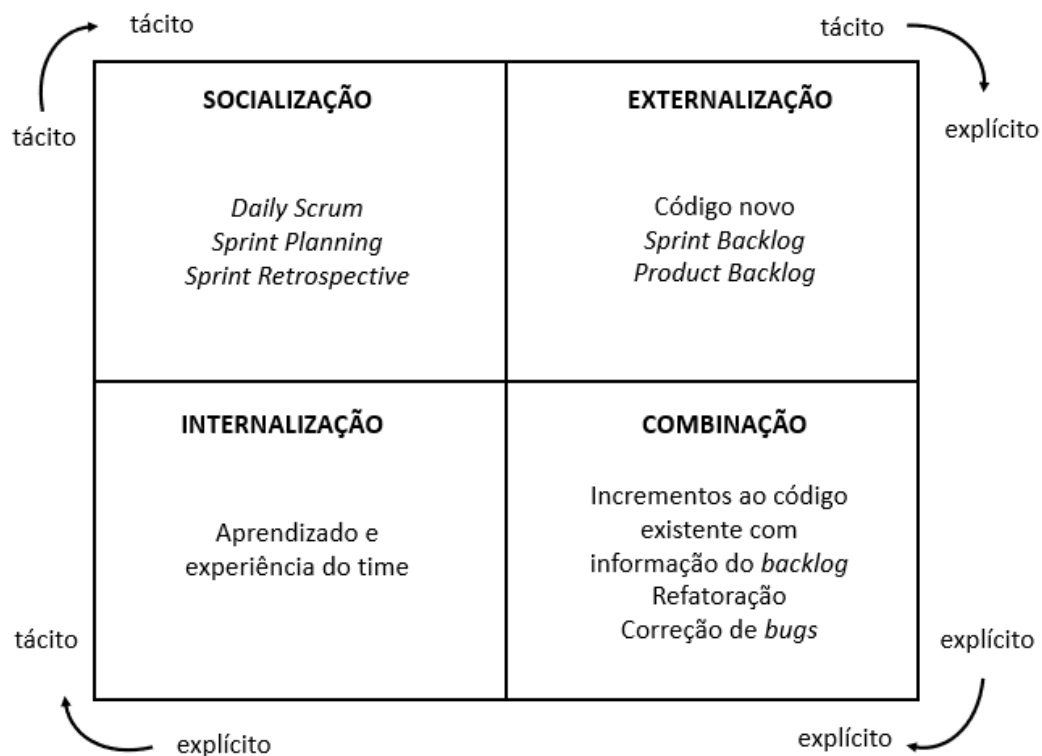 tácito
tácito
tácito
explícito
SOCIALIZAÇÃO
Daily Scrum
Sprint Planning
Sprint Retrospective
EXTERNALIZAÇÃO
Código novo
Sprint Backlog
Product Backlog
INTERNALIZAÇÃO
Aprendizado e
experiência do time
COMBINAÇÃO
Incrementos ao código
existente com
informação do backlog
Refatoração
Correção de bugs
tácito
explícito
explícito
explícito